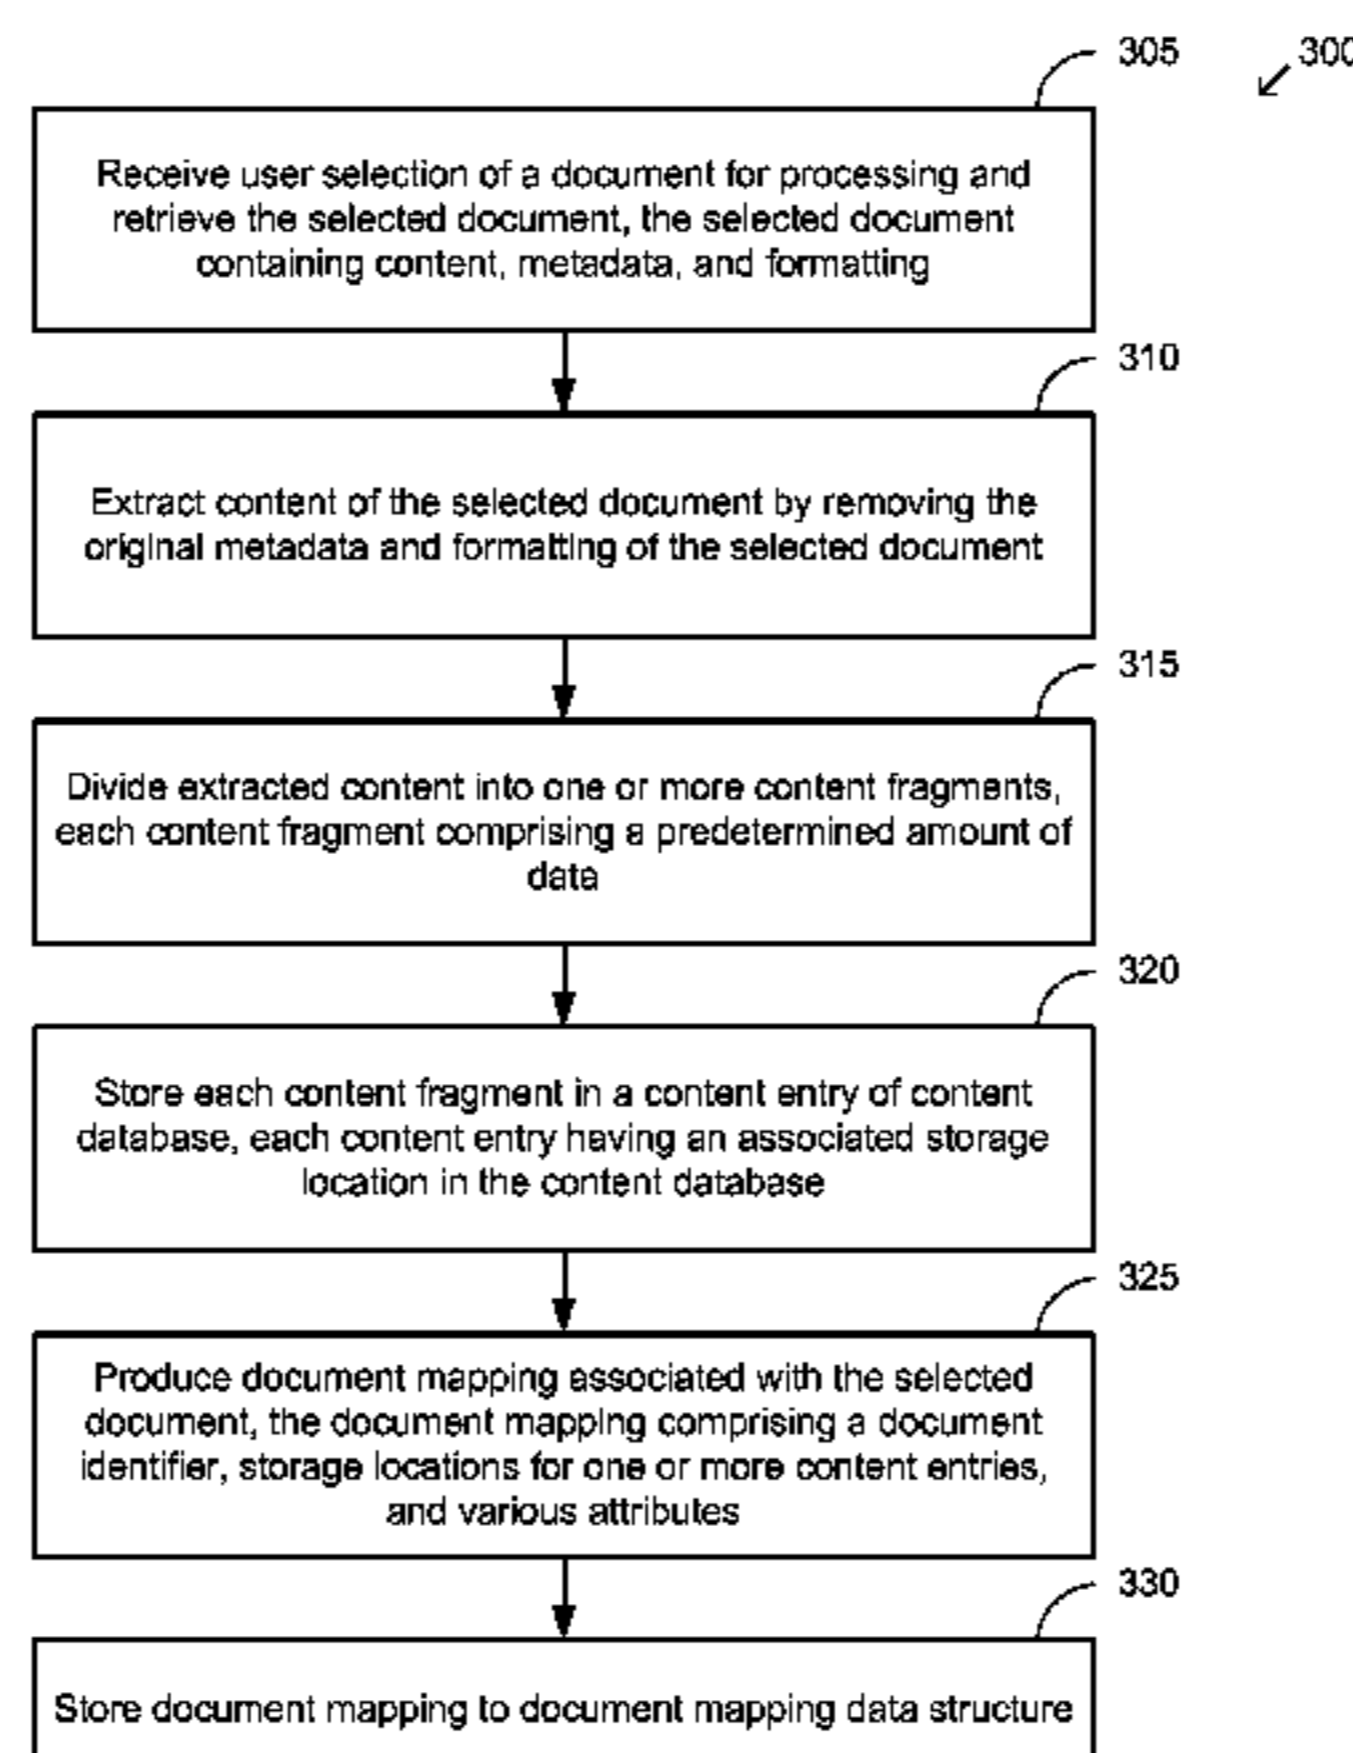 305
300
Receive user selection of a document for processing and
retrieve the selected document, the selected document
containing content, metadata, and formatting
310
Extract content of the selected document by removing the
original metadata and formatting of the selected document
315
Divide extracted content into one or more content fragments,
each content fragment comprising a predetermined amount of
data
320
Store each content fragment in a content entry of content
database, each content entry having an associated storage
location in the content database
325
Produce document mapping associated with the selected
document, the document mapping comprising a document
identifier, storage locations for one or more content entries,
and various attributes
330
Store document mapping to document mapping data structure